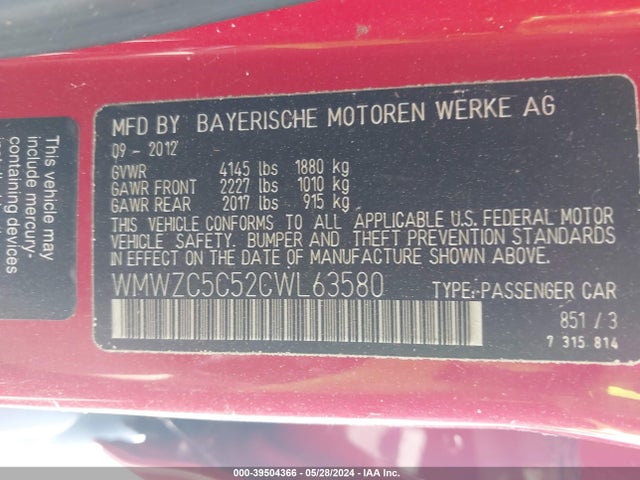 This vehicle may
include mercury-
containing devices
MFD BY BAYERISCHE MOTOREN WERKE AG
09 - 2012
GVWR 4145 lbs 1880 kg
GAWR FRONT 2227 lbs 1010 kg
GAWR REAR 2017 lbs 915 kg
THIS VEHICLE CONFORMS TO ALL APPLICABLE U.S. FEDERAL MOTOR
VEHICLE SAFETY, BUMPER AND THEFT PREVENTION STANDARDS
IN EFFECT ON THE DATE OF MANUFACTURE SHOWN ABOVE.
WMWZC5C52CWL63580 TYPE: PASSENGER CAR
851 / 3
7 315 814
000-39504366 - 05/28/2024 - IAA Inc.